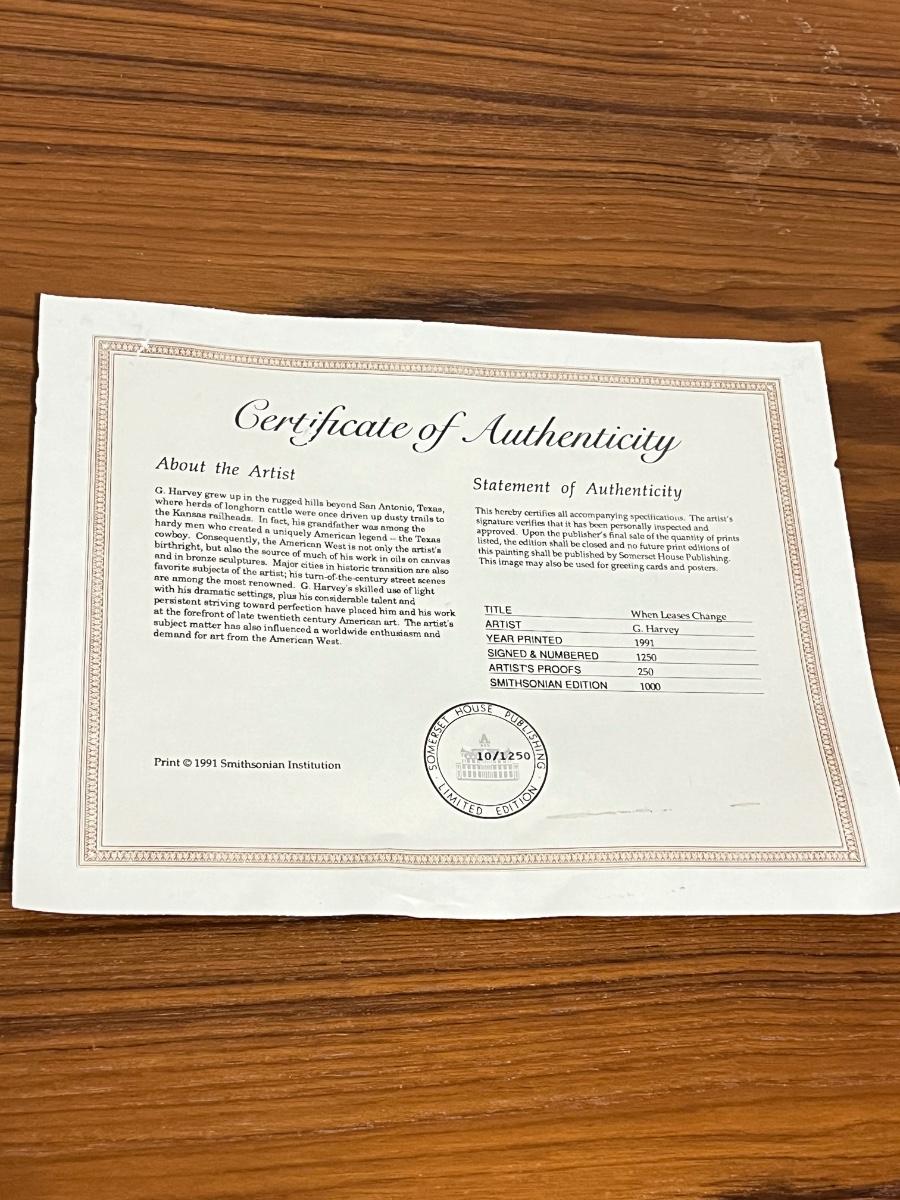 Certificate of Authenticity
About the Artist
G. Harvey grew up in the rugged hills beyond San Antonio, Texas,
where herds of longhorn cattle were once driven up dusty trails to
the Kansas railheads. In fact, his grandfather was among the
hardy men who created a uniquely American legend — the Texas
cowboy. Consequently, the American West is not only the artist's
birthright, but also the source of much of his work in oils on canvas
and in bronze sculptures. Major cities in historic transition are also
favorite subjects of the artist; his turn-of-the-century street scenes
are among the most renowned. G. Harvey's skilled use of light
with his dramatic settings, plus his considerable talent and
persistent striving toward perfection have placed him and his work
at the forefront of late twentieth century American art. The artist's
subject matter has also influenced a worldwide enthusiasm and
demand for art from the American West.
Statement of Authenticity
This hereby certifies all accompanying specifications. The artist's
signature verifies that it has been personally inspected and
approved. Upon the publisher's final sale of the quantity of prints
listed, the edition shall be closed and no future print editions of
this painting shall be published by Somerset House Publishing.
This image may also be used for greeting cards and posters.
TITLE When Leases Change
ARTIST G. Harvey
YEAR PRINTED 1991
SIGNED & NUMBERED 1250
ARTIST'S PROOFS 250
SMITHSONIAN EDITION 1000
Print © 1991 Smithsonian Institution
SOMERSET HOUSE PUBLISHING
10/1250
· LIMITED EDITION ·